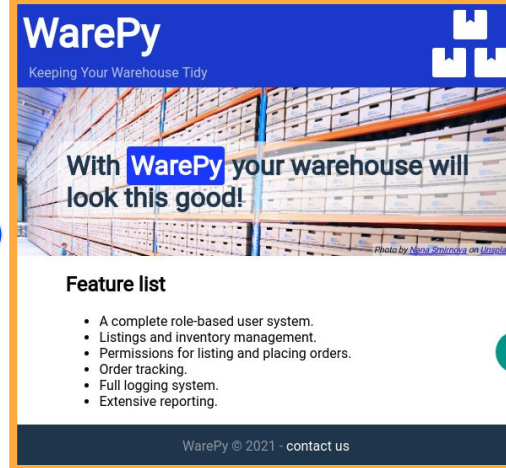 WarePy
Keeping Your Warehouse Tidy
With WarePy your warehouse will
look this good!
Photo by Nana Smirnova on Unspla
Feature list
A complete role-based user system.
Listings and inventory management.
Permissions for listing and placing orders.
Order tracking.
Full logging system.
Extensive reporting.
WarePy © 2021 - contact us